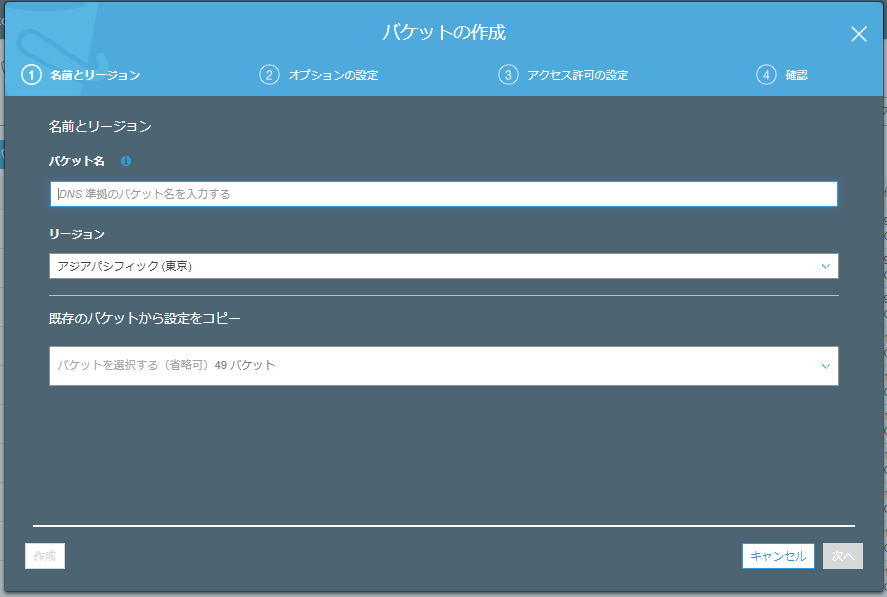 バケットの作成
1 名前とリージョン
2 オプションの設定
3 アクセス許可の設定
4 確認
名前とリージョン
バケット名
DNS 準拠のバケット名を入力する
リージョン
アジアパシフィック (東京)
既存のバケットから設定をコピー
バケットを選択する（省略可）49 バケット
作成
キャンセル
次へ